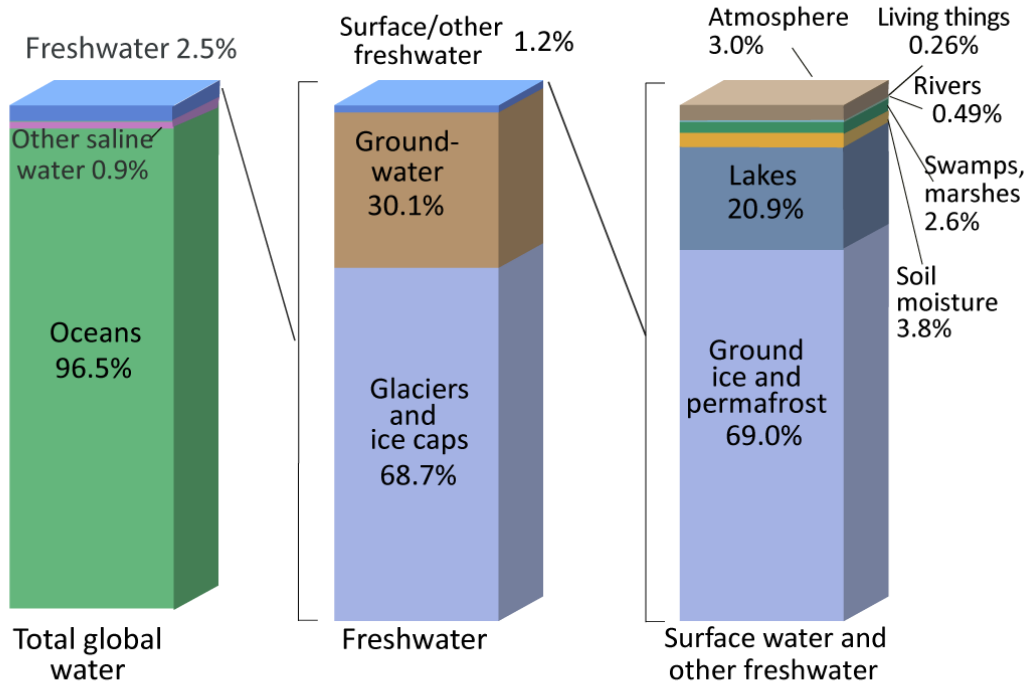 Freshwater 2.5%
Other saline
water 0.9%
Oceans
96.5%
Total global
water
Surface/other
freshwater
1.2%
Ground-
water
30.1%
Glaciers
and
ice caps
68.7%
Freshwater
Atmosphere
3.0%
Living things
0.26%
Rivers
0.49%
Swamps,
marshes
2.6%
Soil
moisture
3.8%
Lakes
20.9%
Ground
ice and
permafrost
69.0%
Surface water and
other freshwater